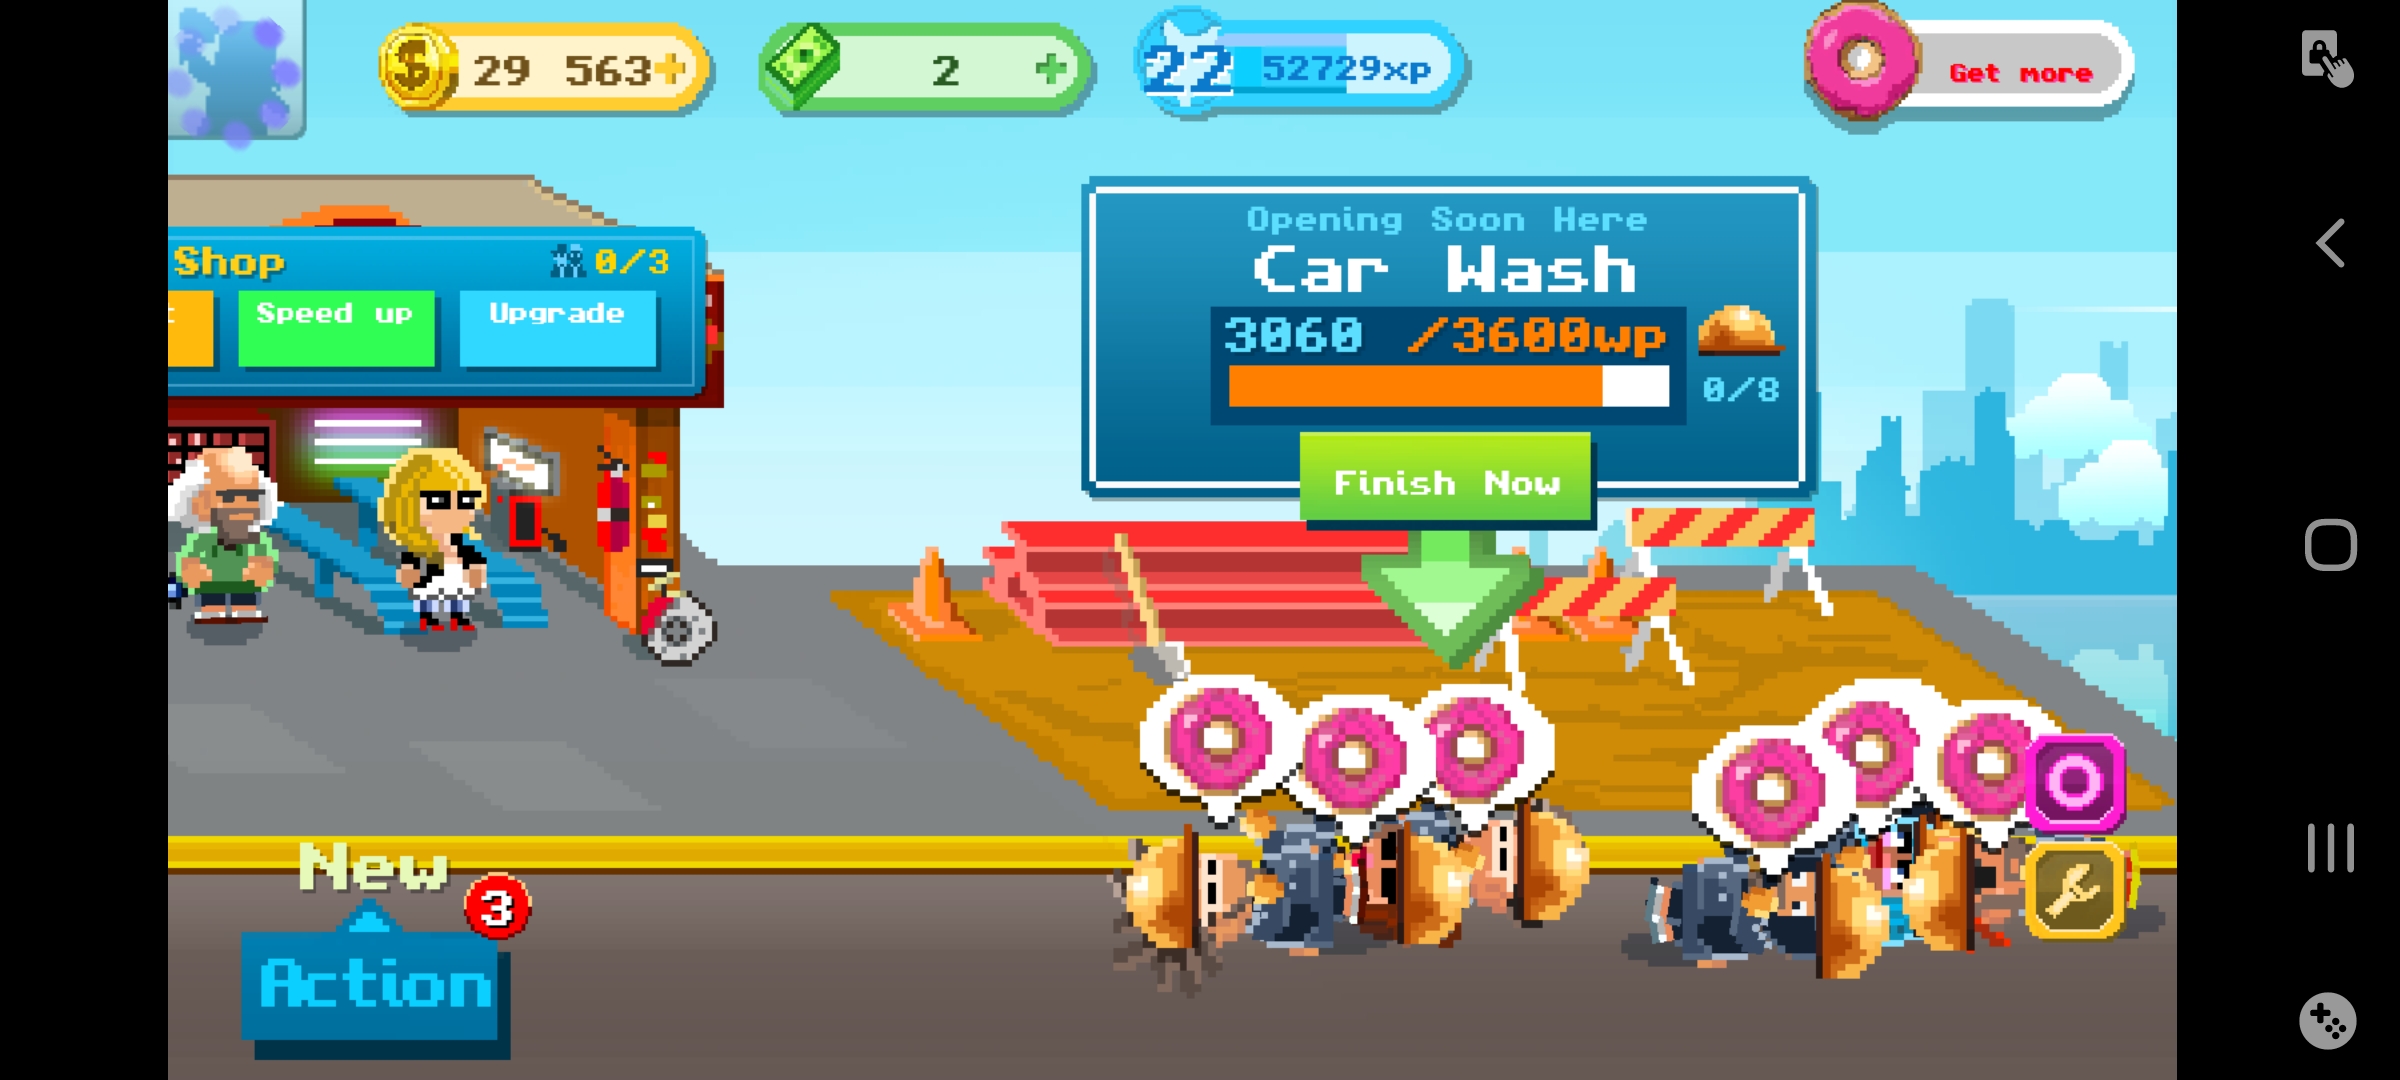 29 563
2
22
52729xp
Get more
Shop
0/3
Speed up
Upgrade
Opening Soon Here
Car Wash
3060 /3600wp
0/8
Finish Now
New
3
Action